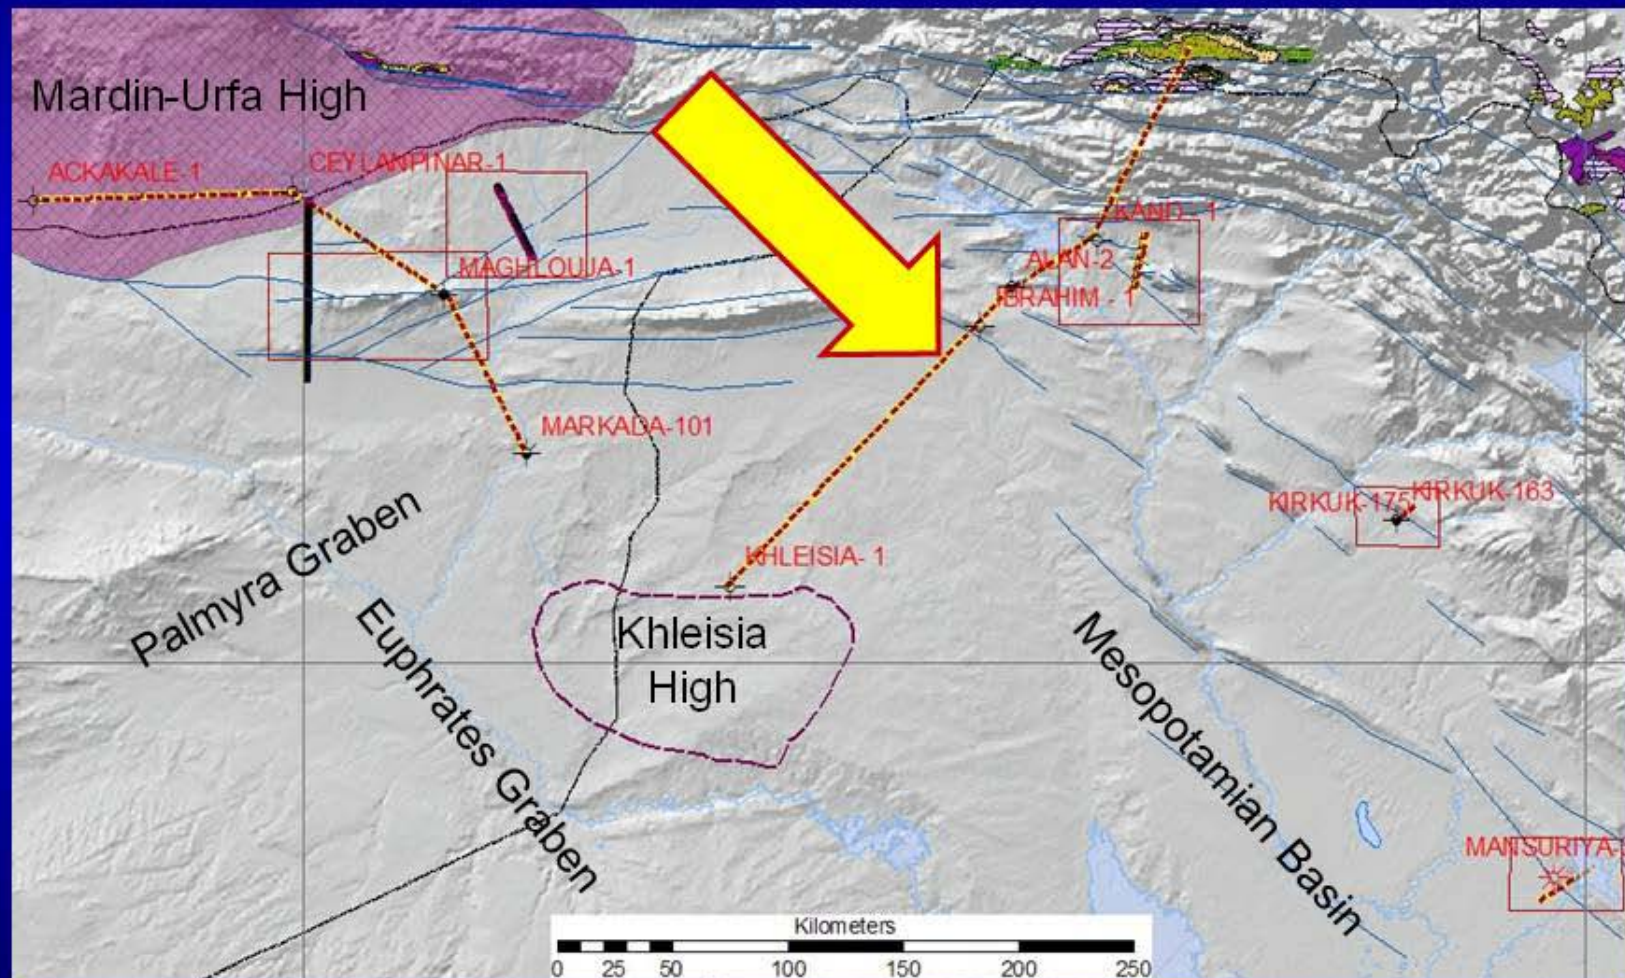 Mardin-Urfa High
ACKAKALE-1
CEYLANPINAR-1
MAGHLOUJA-1
KAND - 1
ALAN-2
IBRAHIM - 1
MARKADA-101
KIRKUK-175
KIRKUK-163
KHLEISIA- 1
Palmyra Graben
Euphrates Graben
Khleisia
High
Mesopotamian Basin
MANSURIYA-
Kilometers
0 25 50 100 150 200 250